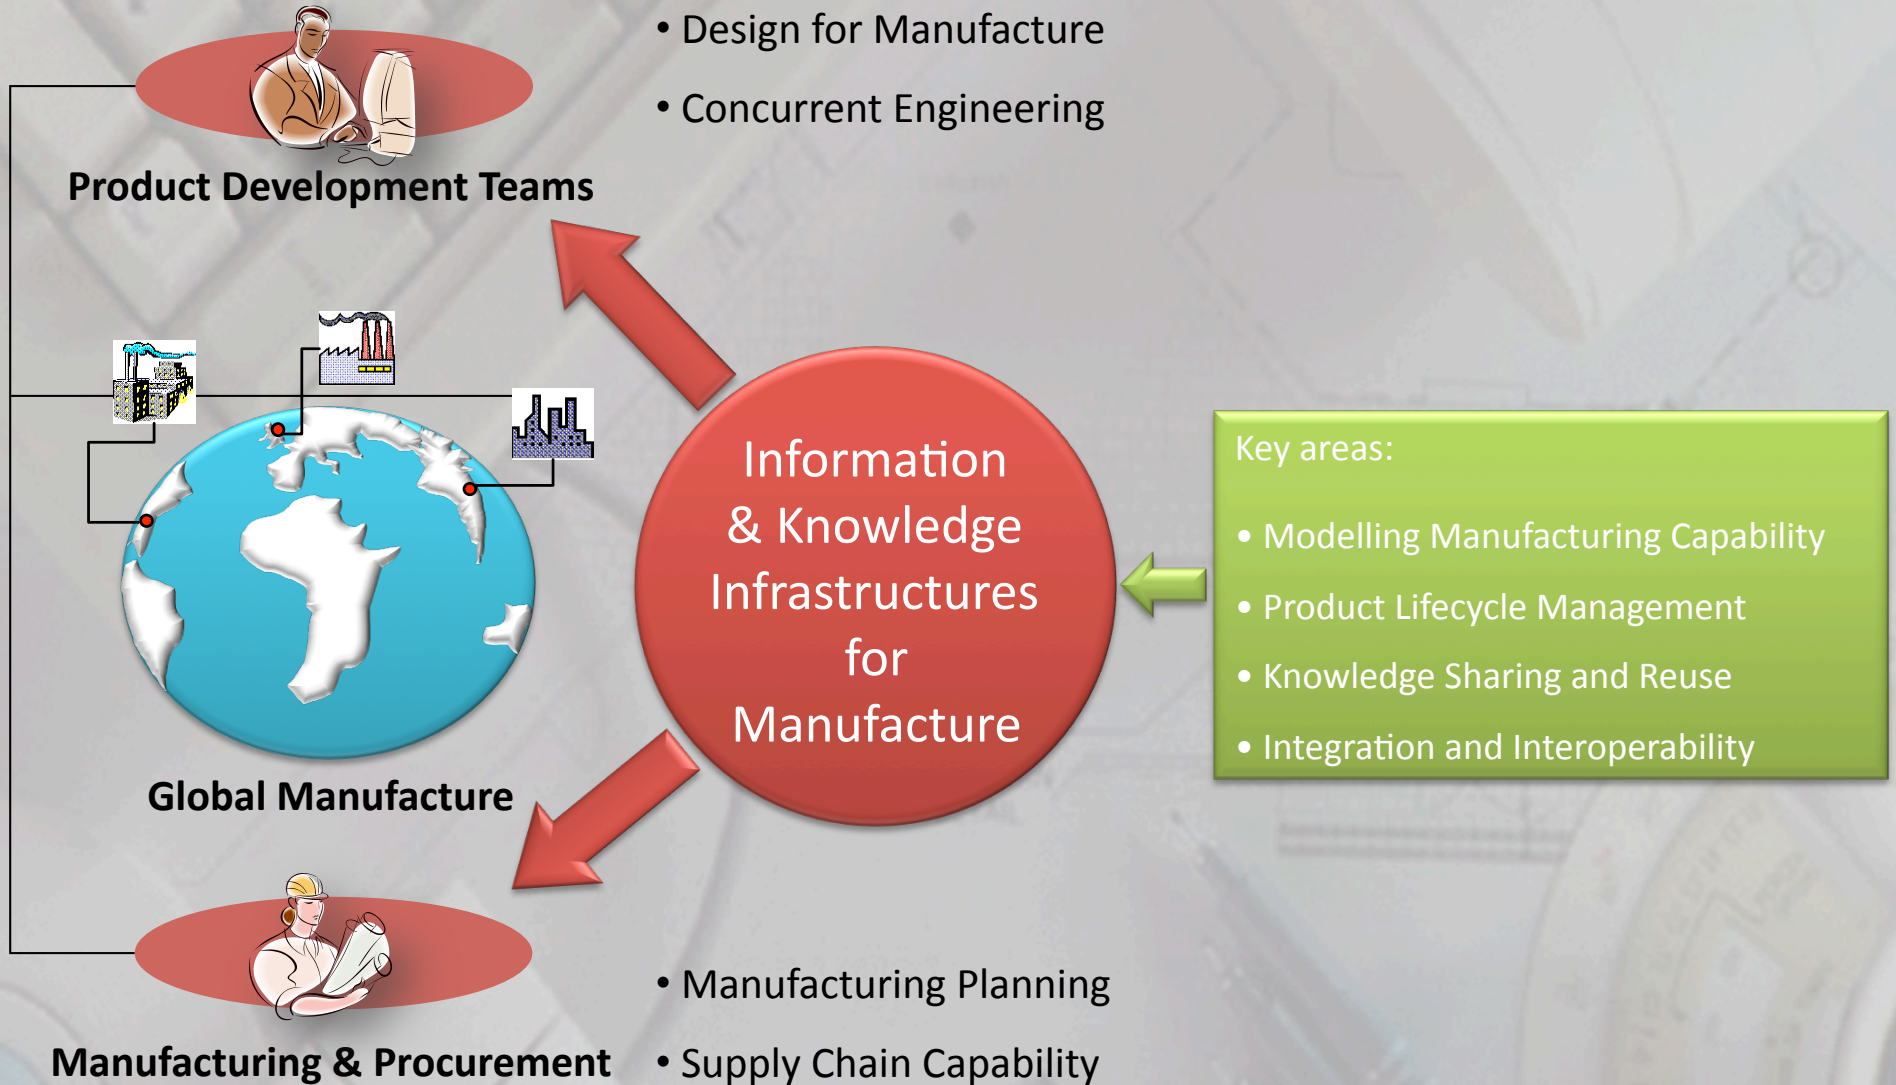 • Design for Manufacture
• Concurrent Engineering
Product Development Teams
Information
& Knowledge
Infrastructures
for
Manufacture
Key areas:
• Modelling Manufacturing Capability
• Product Lifecycle Management
• Knowledge Sharing and Reuse
• Integration and Interoperability
Global Manufacture
• Manufacturing Planning
Manufacturing & Procurement
• Supply Chain Capability